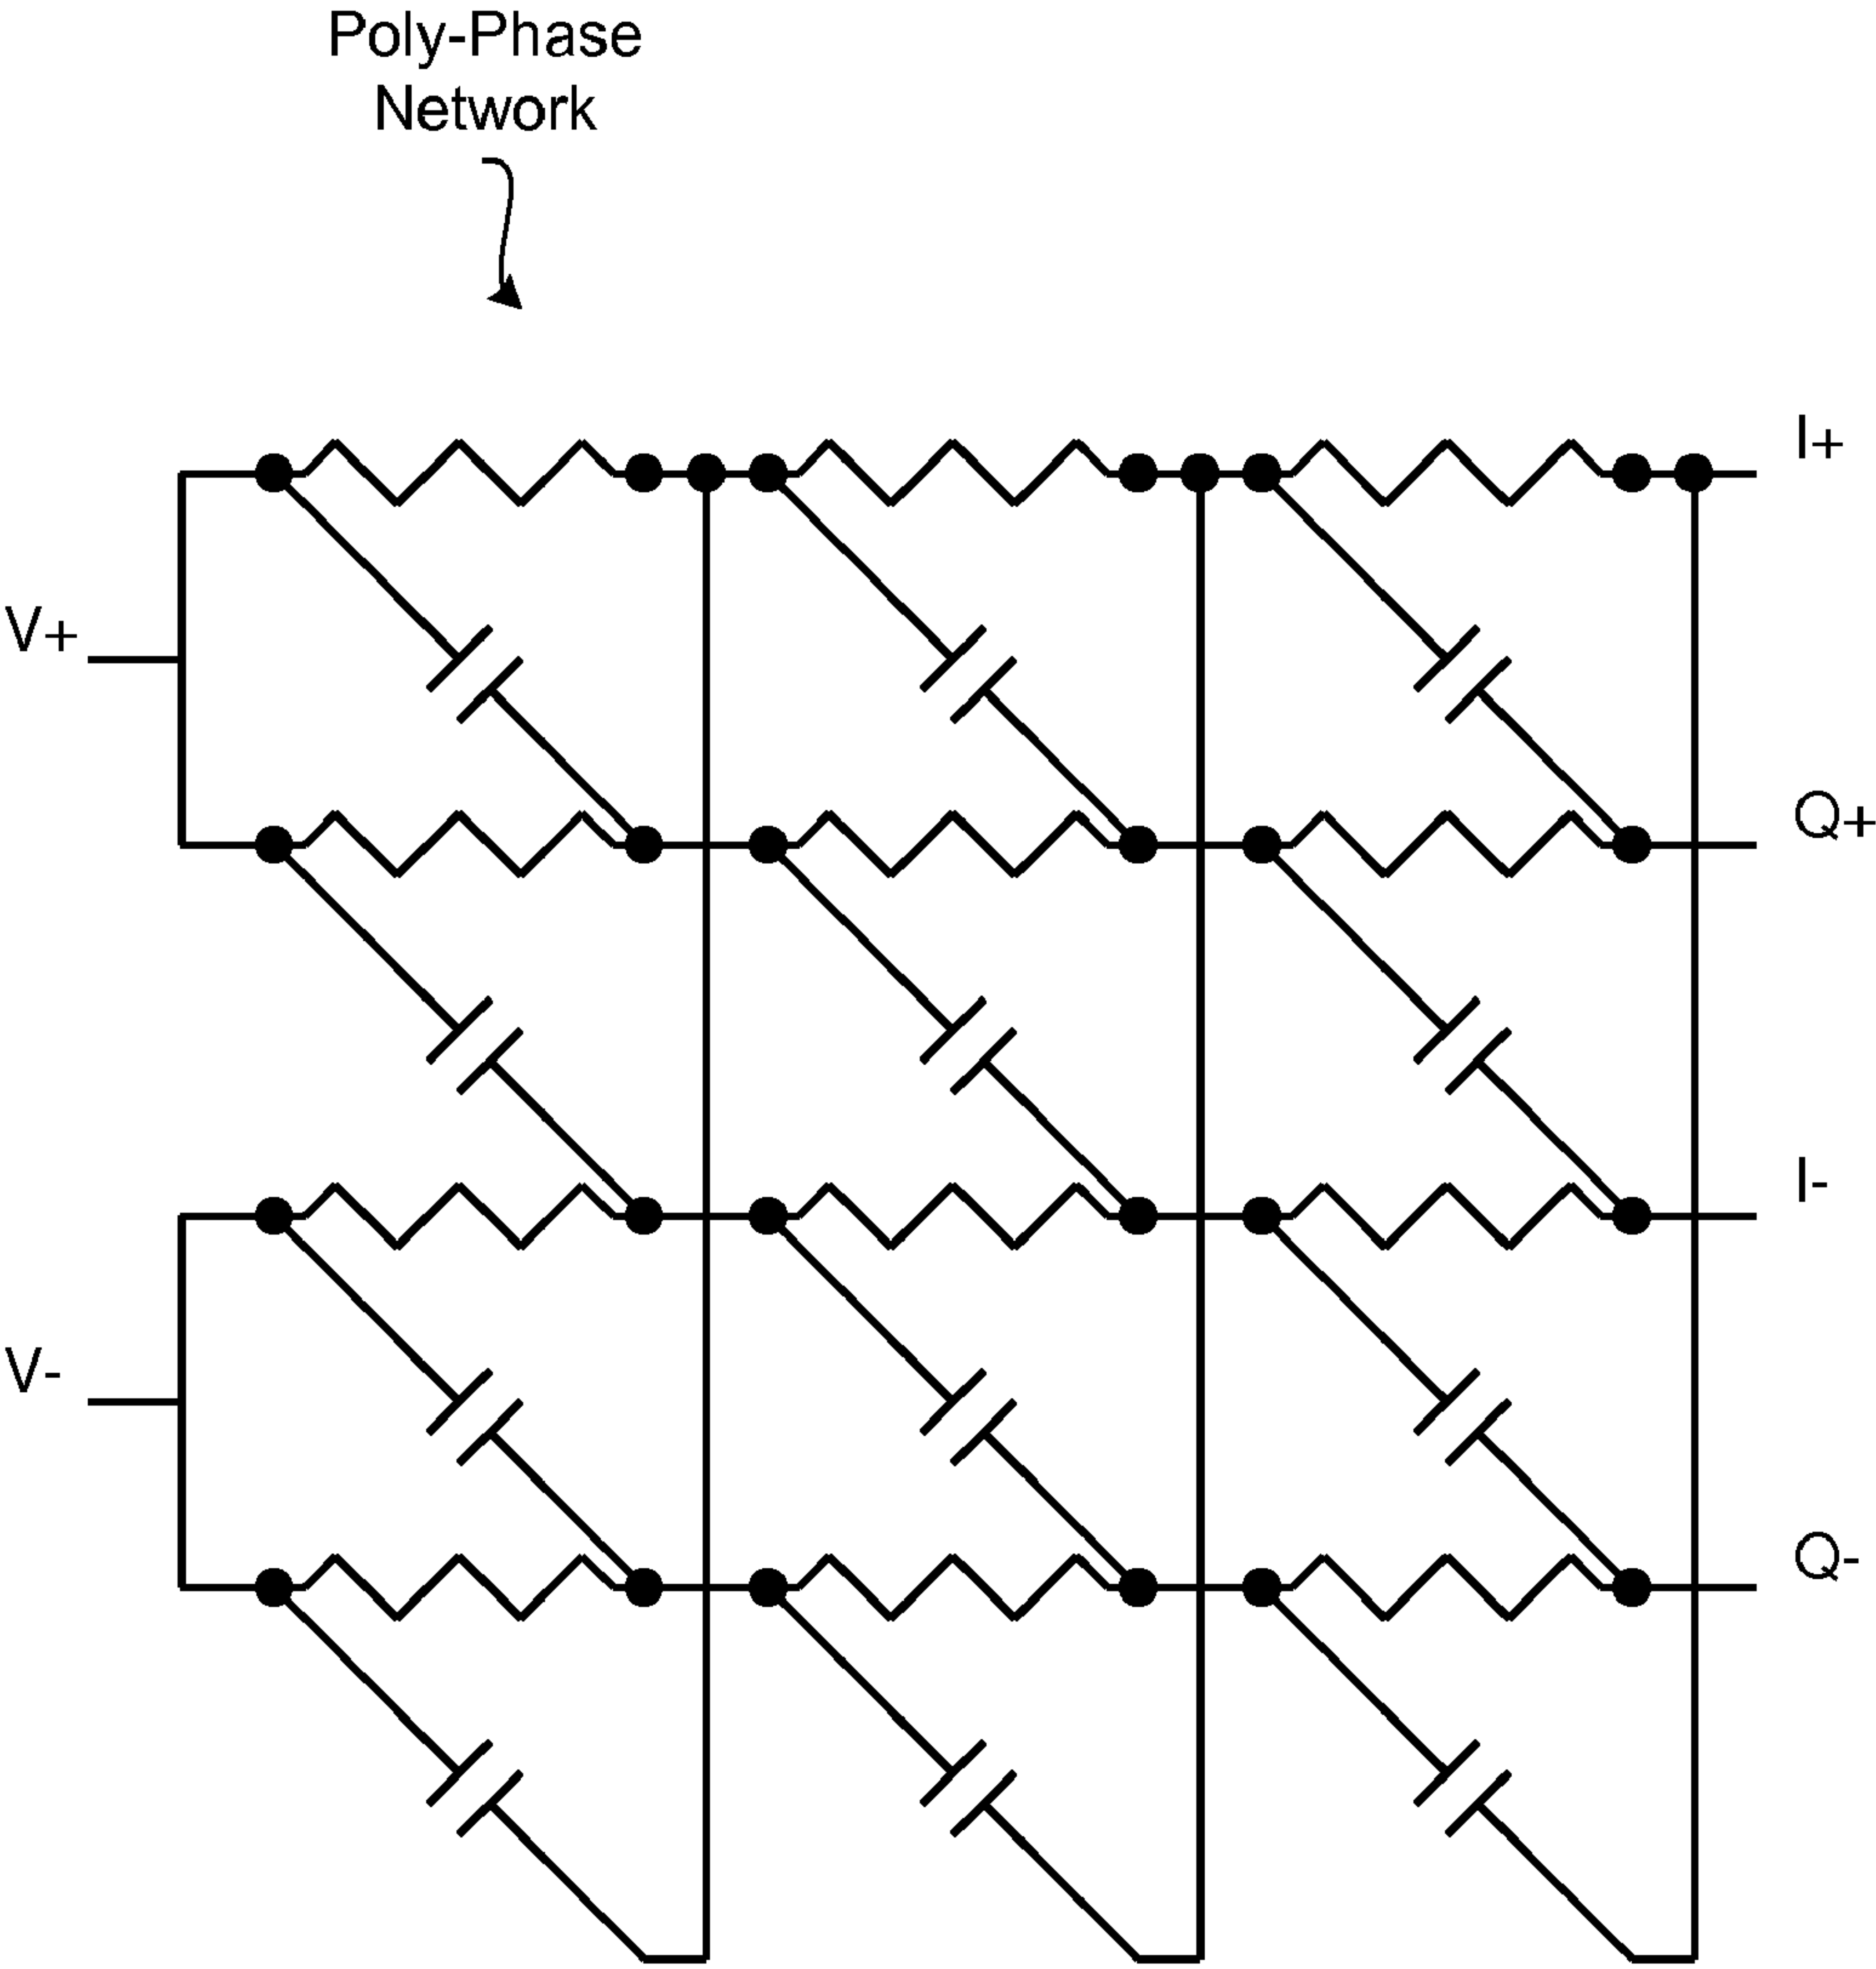 Poly-Phase
Network
I+
V+
Q+
I-
V-
Q-